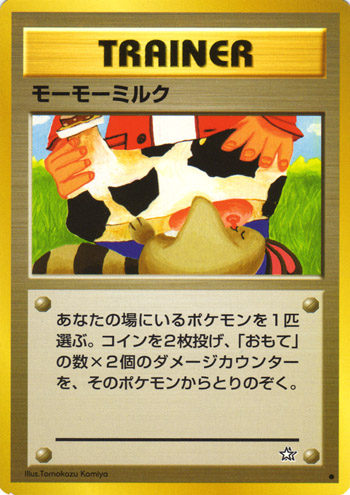 TRAINER
モーモーミルク
あなたの場にいるポケモンを1匹
選ぶ。コインを2枚投げ、「おもて」
の数×2個のダメージカウンター
を、そのポケモンからとりのぞく。
Illus.Tomokazu Komiya